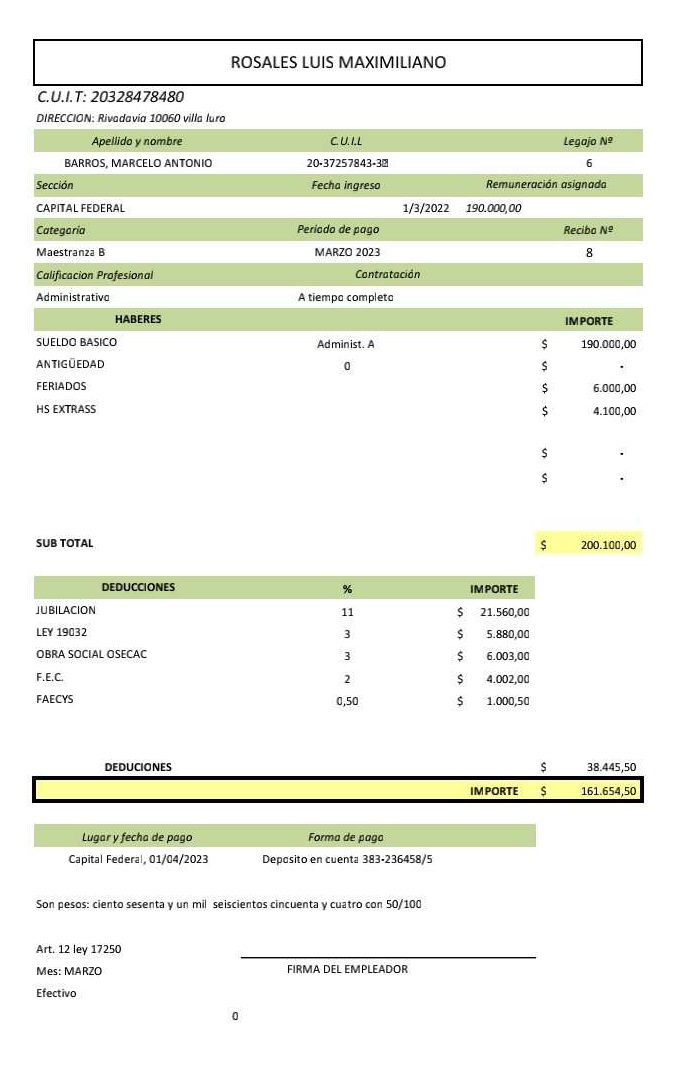 ROSALES LUIS MAXIMILIANO
C.U.I.T: 20328478480
DIRECCION: Rivadavia 10060 villa luro
Apellido y nombre C.U.I.L Legajo Nº
BARROS, MARCELO ANTONIO 20-37257843-3 6
Sección Fecha ingreso Remuneración asignada
CAPITAL FEDERAL 1/3/2022 190.000,00
Categoría Periodo de pago Recibo Nº
Maestranza B MARZO 2023 8
Calificacion Profesional Contratación
Administrativo A tiempo completo
HABERES IMPORTE
SUELDO BASICO Administ. A $ 190.000,00
ANTIGÜEDAD 0 $ -
FERIADOS $ 6.000,00
HS EXTRASS $ 4.100,00
$ -
$ -
SUB TOTAL $ 200.100,00
DEDUCCIONES % IMPORTE
JUBILACION 11 $ 21.560,00
LEY 19032 3 $ 5.880,00
OBRA SOCIAL OSECAC 3 $ 6.003,00
F.E.C. 2 $ 4.002,00
FAECYS 0,50 $ 1.000,50
DEDUCIONES $ 38.445,50
IMPORTE $ 161.654,50
Lugar y fecha de pago Forma de pago
Capital Federal, 01/04/2023 Deposito en cuenta 383-236458/5
Son pesos: ciento sesenta y un mil seiscientos cincuenta y cuatro con 50/100
Art. 12 ley 17250
Mes: MARZO FIRMA DEL EMPLEADOR
Efectivo
0